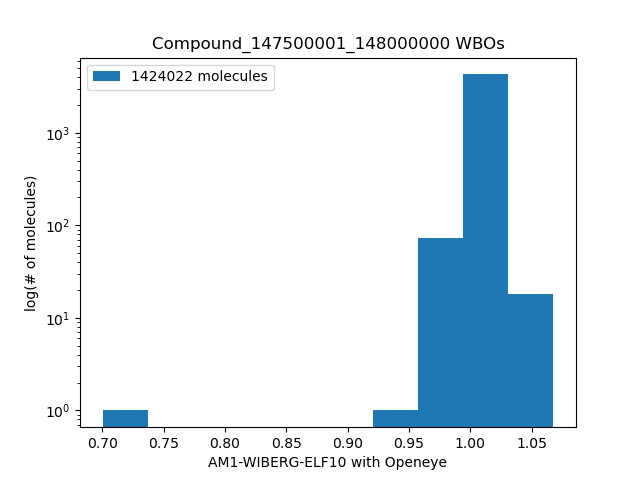 Compound_147500001_148000000 WBOs
1424022 molecules
log(# of molecules)
10³
10²
10¹
10⁰
0.70 0.75 0.80 0.85 0.90 0.95 1.00 1.05
AM1-WIBERG-ELF10 with Openeye